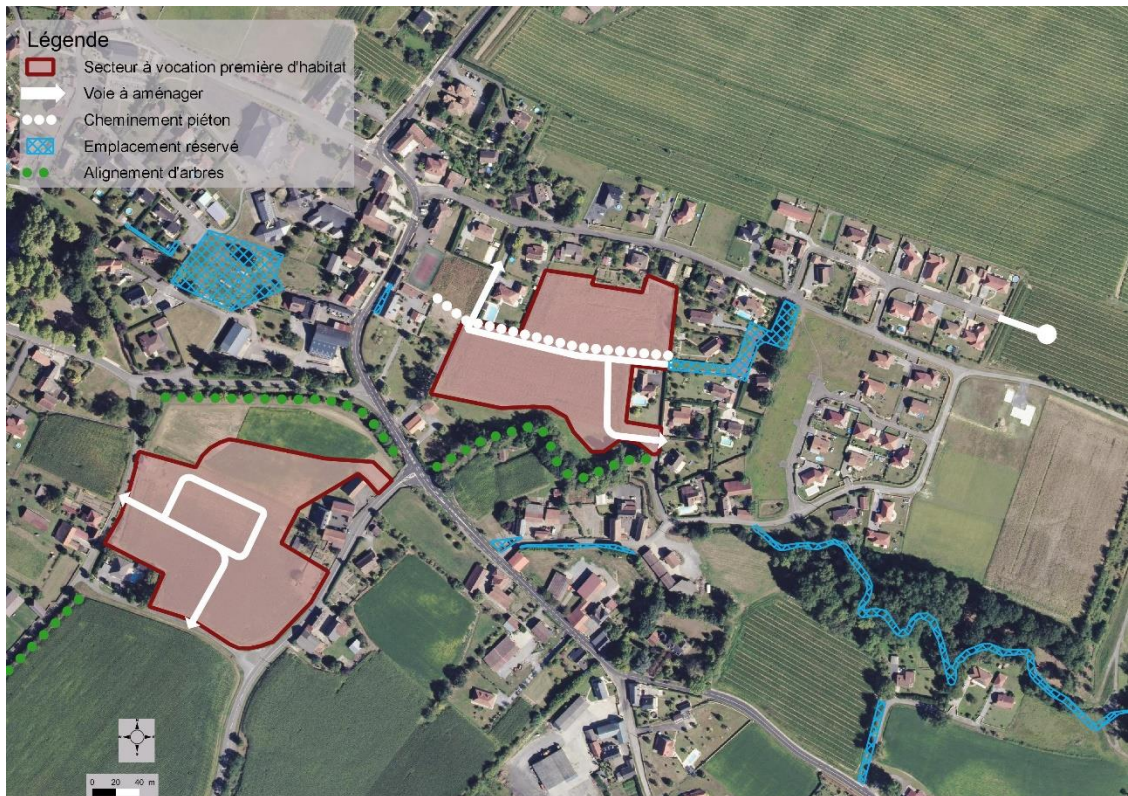 Légende
Secteur à vocation première d'habitat
Voie à aménager
Cheminement piéton
Emplacement réservé
Alignement d'arbres
0 20 40 m